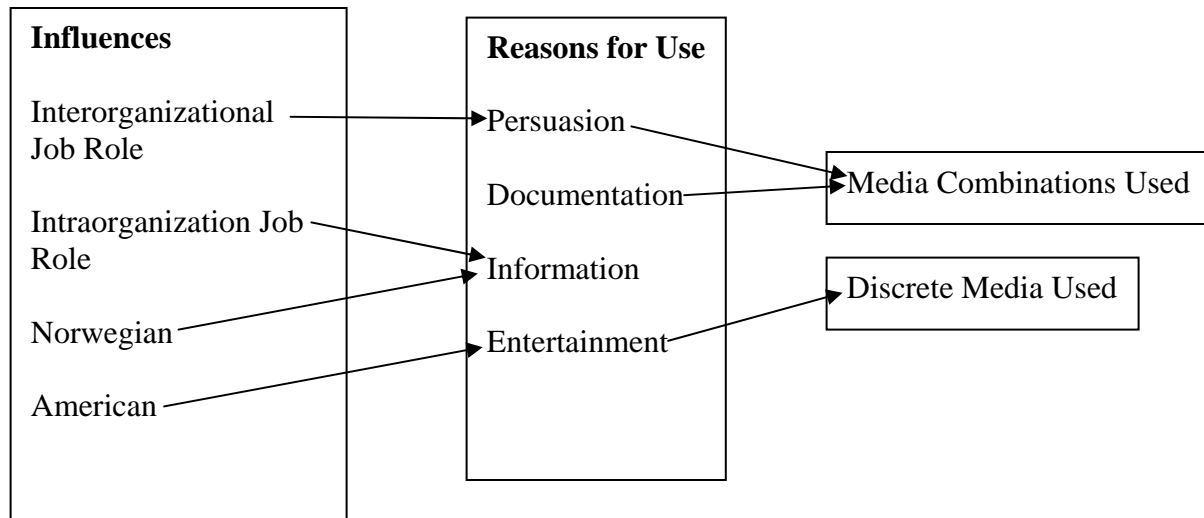 Influences
Interorganizational
Job Role
Intraorganization Job
Role
Norwegian
American
Reasons for Use
Persuasion
Documentation
Information
Entertainment
Media Combinations Used
Discrete Media Used